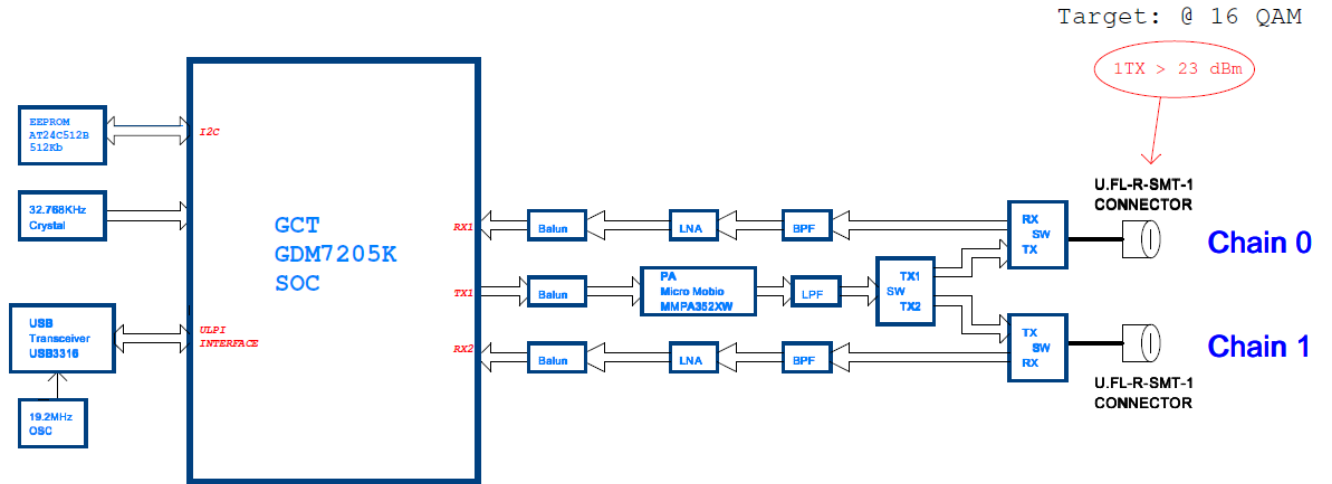 Target: @ 16 QAM
1TX > 23 dBm
EEPROM
AT24C512B
512Kb
I2C
32.768KHz
Crystal
GCT
GDM7205K
SOC
USB
Transceiver
USB3316
ULPI
INTERFACE
19.2MHz
OSC
RX1
Balun
LNA
BPF
RX
SW
TX
U.FL-R-SMT-1
CONNECTOR
Chain 0
TX1
Balun
PA
Micro Mobio
MMPA352XW
LPF
TX1
SW
TX2
RX2
Balun
LNA
BPF
TX
SW
RX
Chain 1
U.FL-R-SMT-1
CONNECTOR